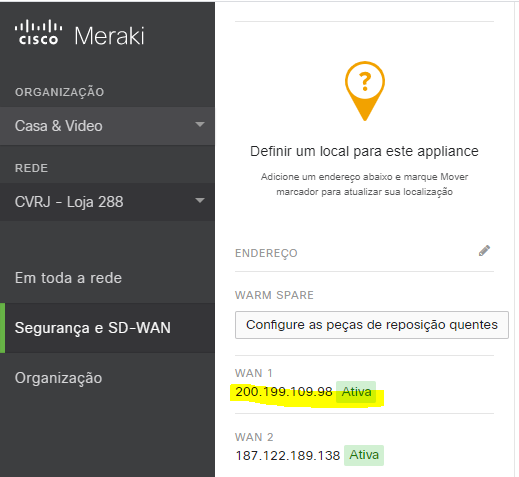 CISCO Meraki
ORGANIZAÇÃO
Casa & Video
REDE
CVRJ - Loja 288
Em toda a rede
Segurança e SD-WAN
Organização
?
Definir um local para este appliance
Adicione um endereço abaixo e marque Mover
marcador para atualizar sua localização
ENDEREÇO
WARM SPARE
Configure as peças de reposição quentes
WAN 1
200.199.109.98 Ativa
WAN 2
187.122.189.138 Ativa